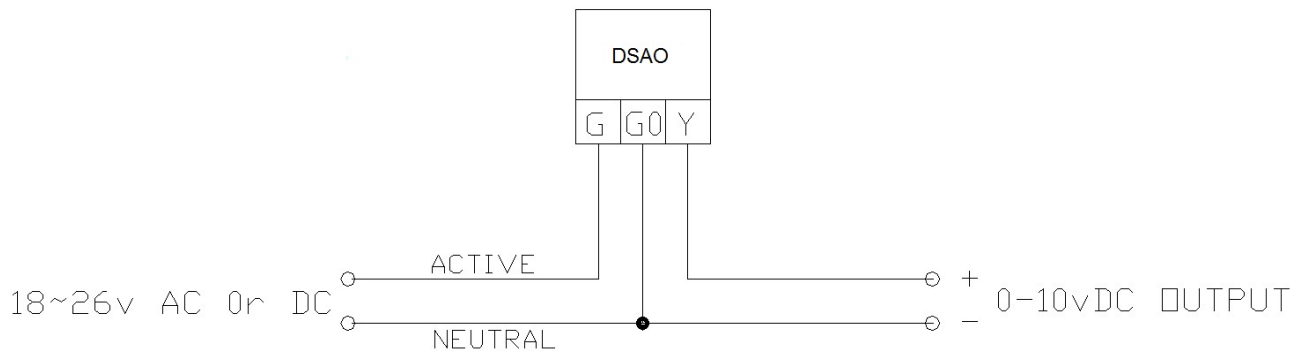 DSAO
G G0 Y
ACTIVE
18~26v AC Or DC
NEUTRAL
+
0-10vDC OUTPUT
-